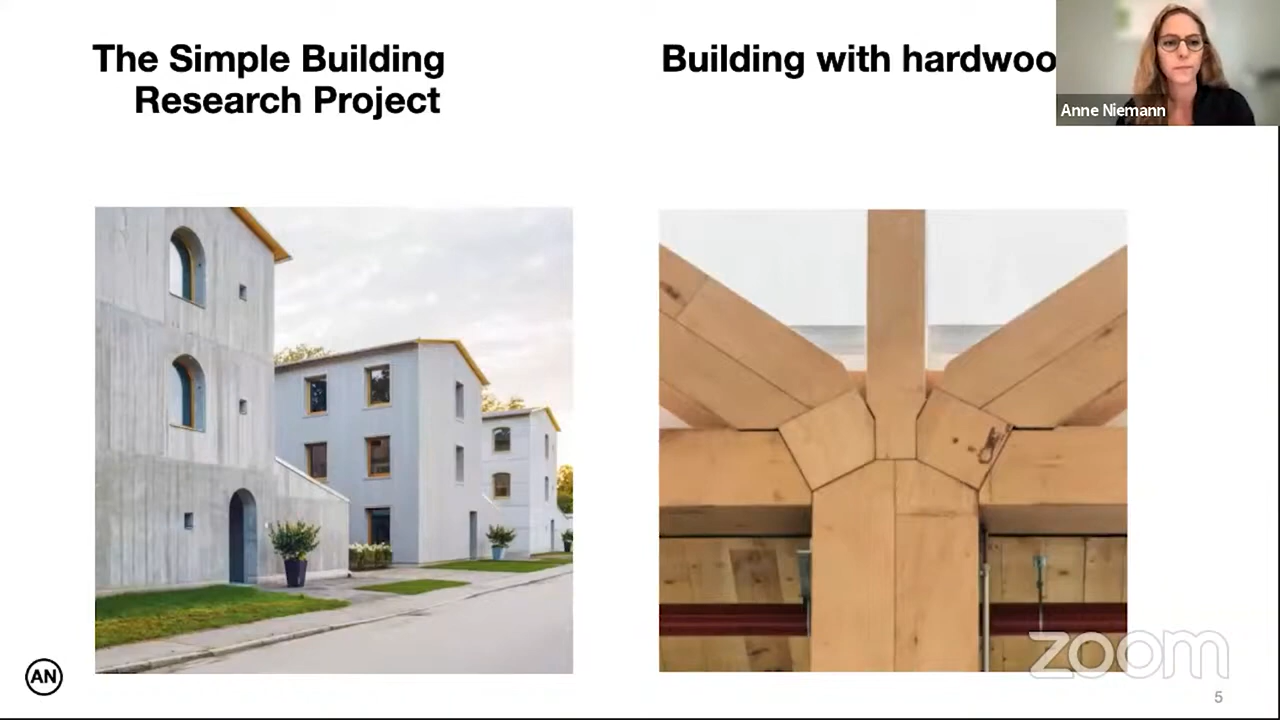 The Simple Building
Research Project
Building with hardwoo
Anne Niemann
AN
zoom
5